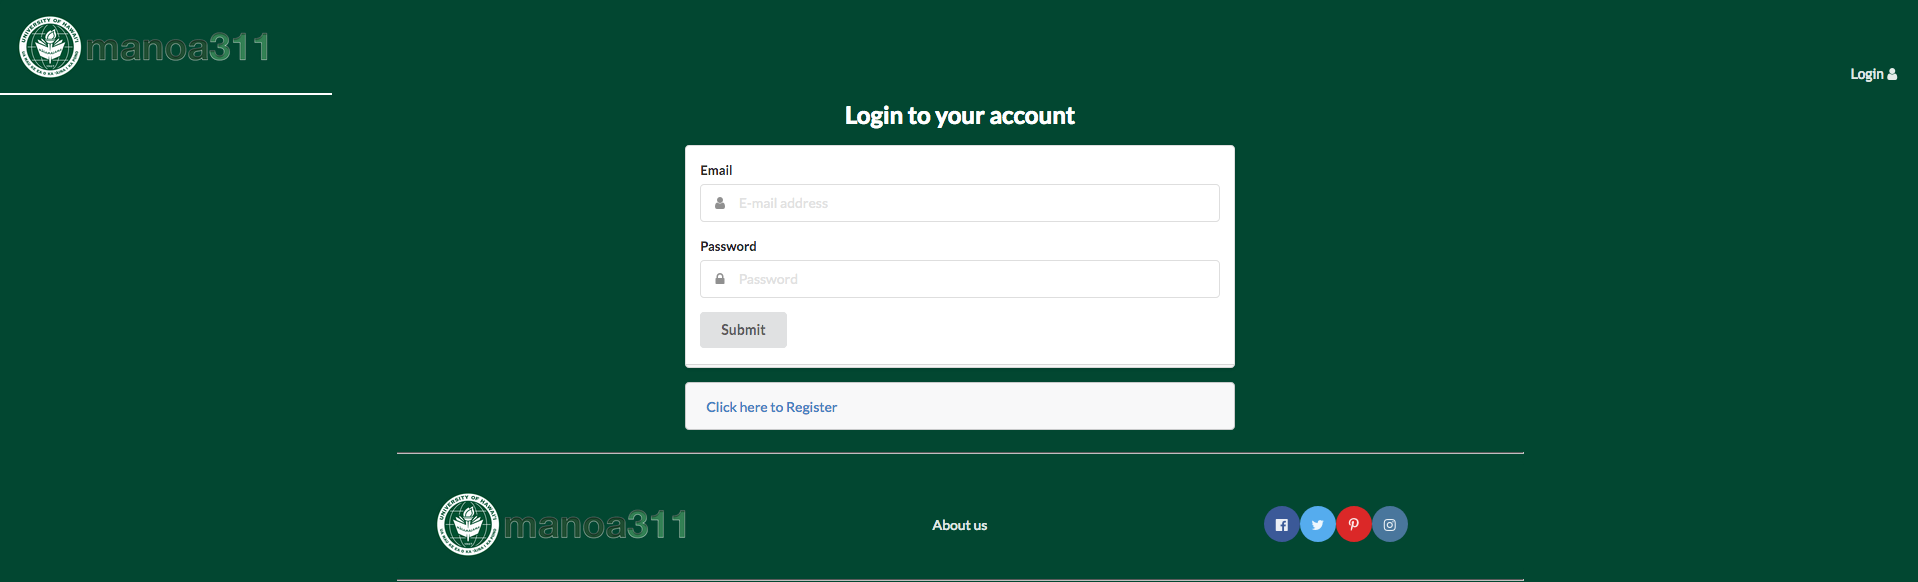 UNIVERSITY OF HAWAI'I
manoa311
Login
Login to your account
Email
E-mail address
Password
Password
Submit
Click here to Register
UNIVERSITY OF HAWAI'I
manoa311
About us